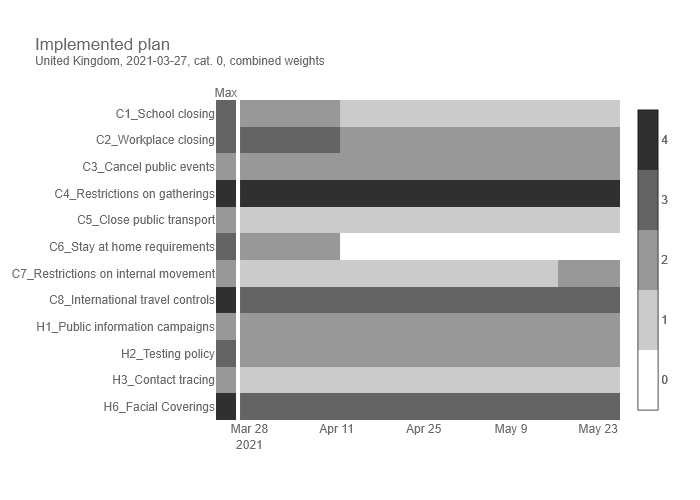 Implemented plan
United Kingdom, 2021-03-27, cat. 0, combined weights
Max
C1_School closing
C2_Workplace closing
C3_Cancel public events
C4_Restrictions on gatherings
C5_Close public transport
C6_Stay at home requirements
C7_Restrictions on internal movement
C8_International travel controls
H1_Public information campaigns
H2_Testing policy
H3_Contact tracing
H6_Facial Coverings
4
3
2
1
0
Mar 28 Apr 11 Apr 25 May 9 May 23
2021